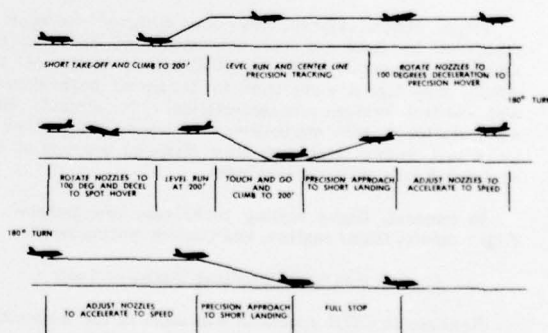 SHORT TAKE-OFF AND CLIMB TO 200'
LEVEL RUN AND CENTER LINE
PRECISION TRACKING
ROTATE NOZZLES TO
100 DEGREES DECELERATION TO
PRECISION HOVER
180° TURN
ROTATE NOZZLES TO
100 DEG AND DECEL
TO SPOT HOVER
LEVEL RUN
AT 200'
TOUCH AND GO
AND
CLIMB TO 200'
PRECISION APPROACH
TO SHORT LANDING
ADJUST NOZZLES TO
ACCELERATE TO SPEED
180° TURN
ADJUST NOZZLES
TO ACCELERATE TO SPEED
PRECISION APPROACH
TO SHORT LANDING
FULL STOP